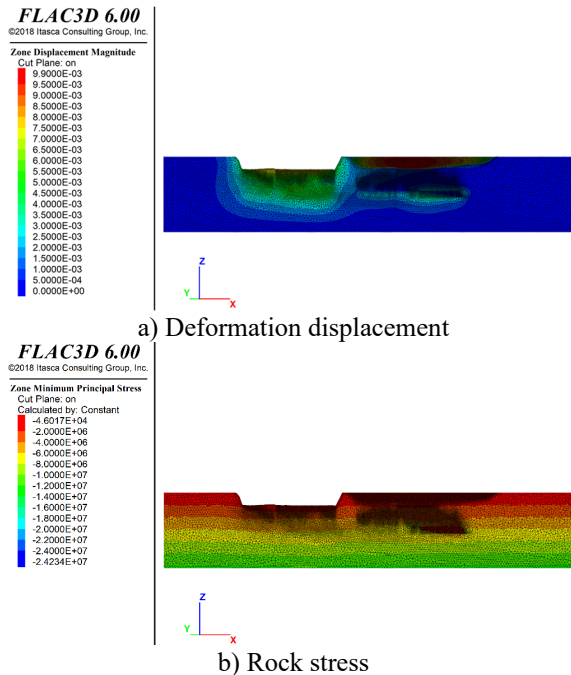 FLAC3D 6.00
©2018 Itasca Consulting Group, Inc.
Zone Displacement Magnitude
Cut Plane: on
9.9000E-03
9.5000E-03
9.0000E-03
8.5000E-03
8.0000E-03
7.5000E-03
7.0000E-03
6.5000E-03
6.0000E-03
5.5000E-03
5.0000E-03
4.5000E-03
4.0000E-03
3.5000E-03
3.0000E-03
2.5000E-03
2.0000E-03
1.5000E-03
1.0000E-03
5.0000E-04
0.0000E+00
Z
Y
X
a) Deformation displacement
FLAC3D 6.00
©2018 Itasca Consulting Group, Inc.
Zone Minimum Principal Stress
Cut Plane: on
Calculated by: Constant
-4.6017E+04
-2.0000E+06
-4.0000E+06
-6.0000E+06
-8.0000E+06
-1.0000E+07
-1.2000E+07
-1.4000E+07
-1.6000E+07
-1.8000E+07
-2.0000E+07
-2.2000E+07
-2.4000E+07
-2.4234E+07
Z
Y
X
b) Rock stress